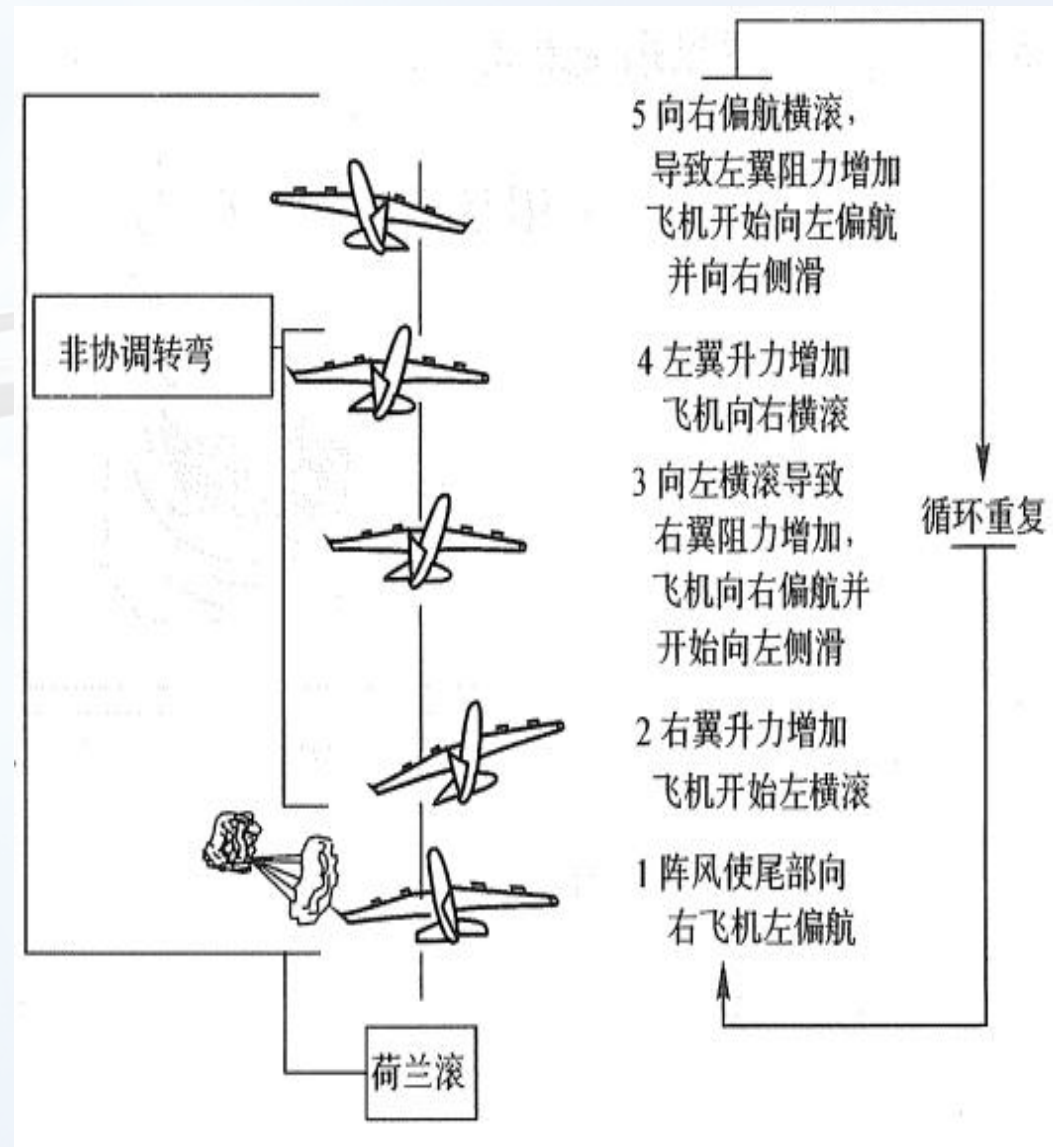 5 向右偏航横滚，
导致左翼阻力增加
飞机开始向左偏航
并向右侧滑
非协调转弯
4 左翼升力增加
飞机向右横滚
3 向左横滚导致
右翼阻力增加，
飞机向右偏航并
开始向左侧滑
循环重复
2 右翼升力增加
飞机开始左横滚
1 阵风使尾部向
右飞机左偏航
荷兰滚